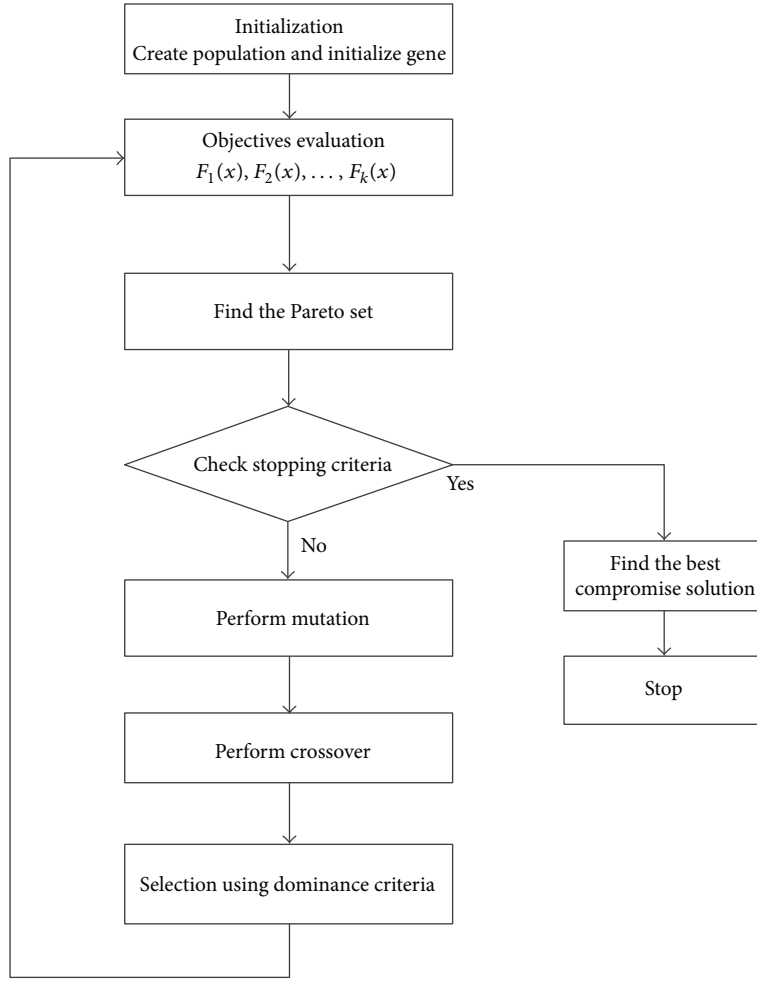 Initialization
Create population and initialize gene
Objectives evaluation
F₁(x), F₂(x), . . . , Fₖ(x)
Find the Pareto set
Check stopping criteria
Yes
No
Find the best
compromise solution
Perform mutation
Stop
Perform crossover
Selection using dominance criteria